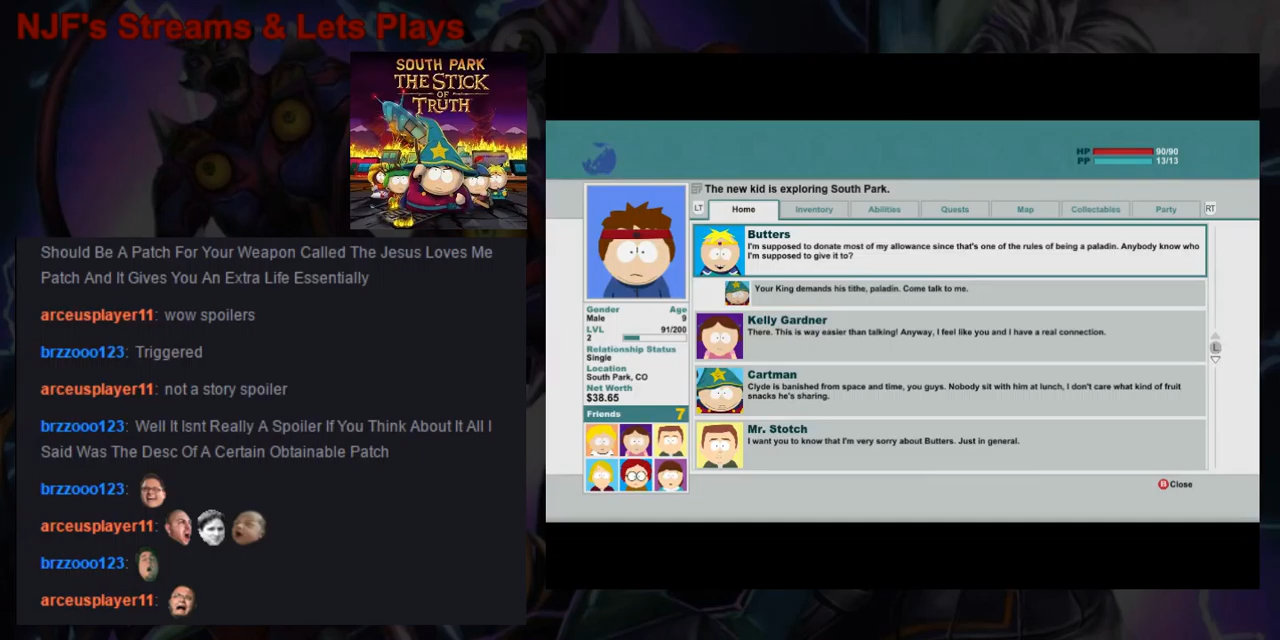 NJF's Streams & Lets Plays
SOUTH PARK
THE STICK
OF
TRUTH
Should Be A Patch For Your Weapon Called The Jesus Loves Me
Patch And It Gives You An Extra Life Essentially
arceusplayer11: wow spoilers
brzzooo123: Triggered
arceusplayer11: not a story spoiler
brzzooo123: Well It Isnt Really A Spoiler If You Think About It All I
Said Was The Desc Of A Certain Obtainable Patch
brzzooo123:
arceusplayer11:
brzzooo123:
arceusplayer11:
HP 90/90
PP 13/13
The new kid is exploring South Park.
LT Home Inventory Abilities Quests Map Collectables Party RT
Gender Age
Male 9
LVL 91/200
2
Relationship Status
Single
Location
South Park, CO
Net Worth
$38.65
Friends 7
Butters
I'm supposed to donate most of my allowance since that's one of the rules of being a paladin. Anybody know who
I'm supposed to give it to?
Your King demands his tithe, paladin. Come talk to me.
Kelly Gardner
There. This is way easier than talking! Anyway, I feel like you and I have a real connection.
Cartman
Clyde is banished from space and time, you guys. Nobody sit with him at lunch, I don't care what kind of fruit
snacks he's sharing.
Mr. Stotch
I want you to know that I'm very sorry about Butters. Just in general.
L
B Close